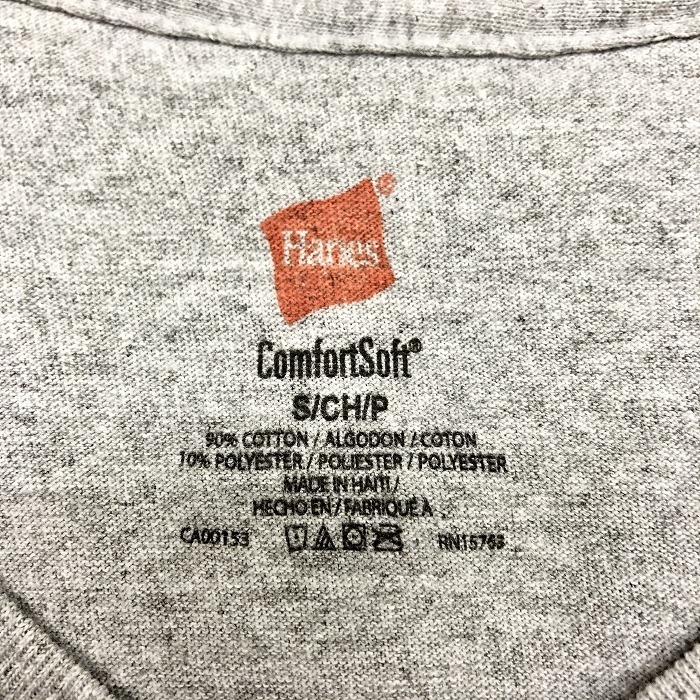 Hanes®
ComfortSoft®
S/CH/P
90% COTTON / ALGODON / COTON
10% POLYESTER / POLIESTER / POLYESTER
MADE IN HAITI /
HECHO EN / FABRIQUÉ À
CA00153 RN15763